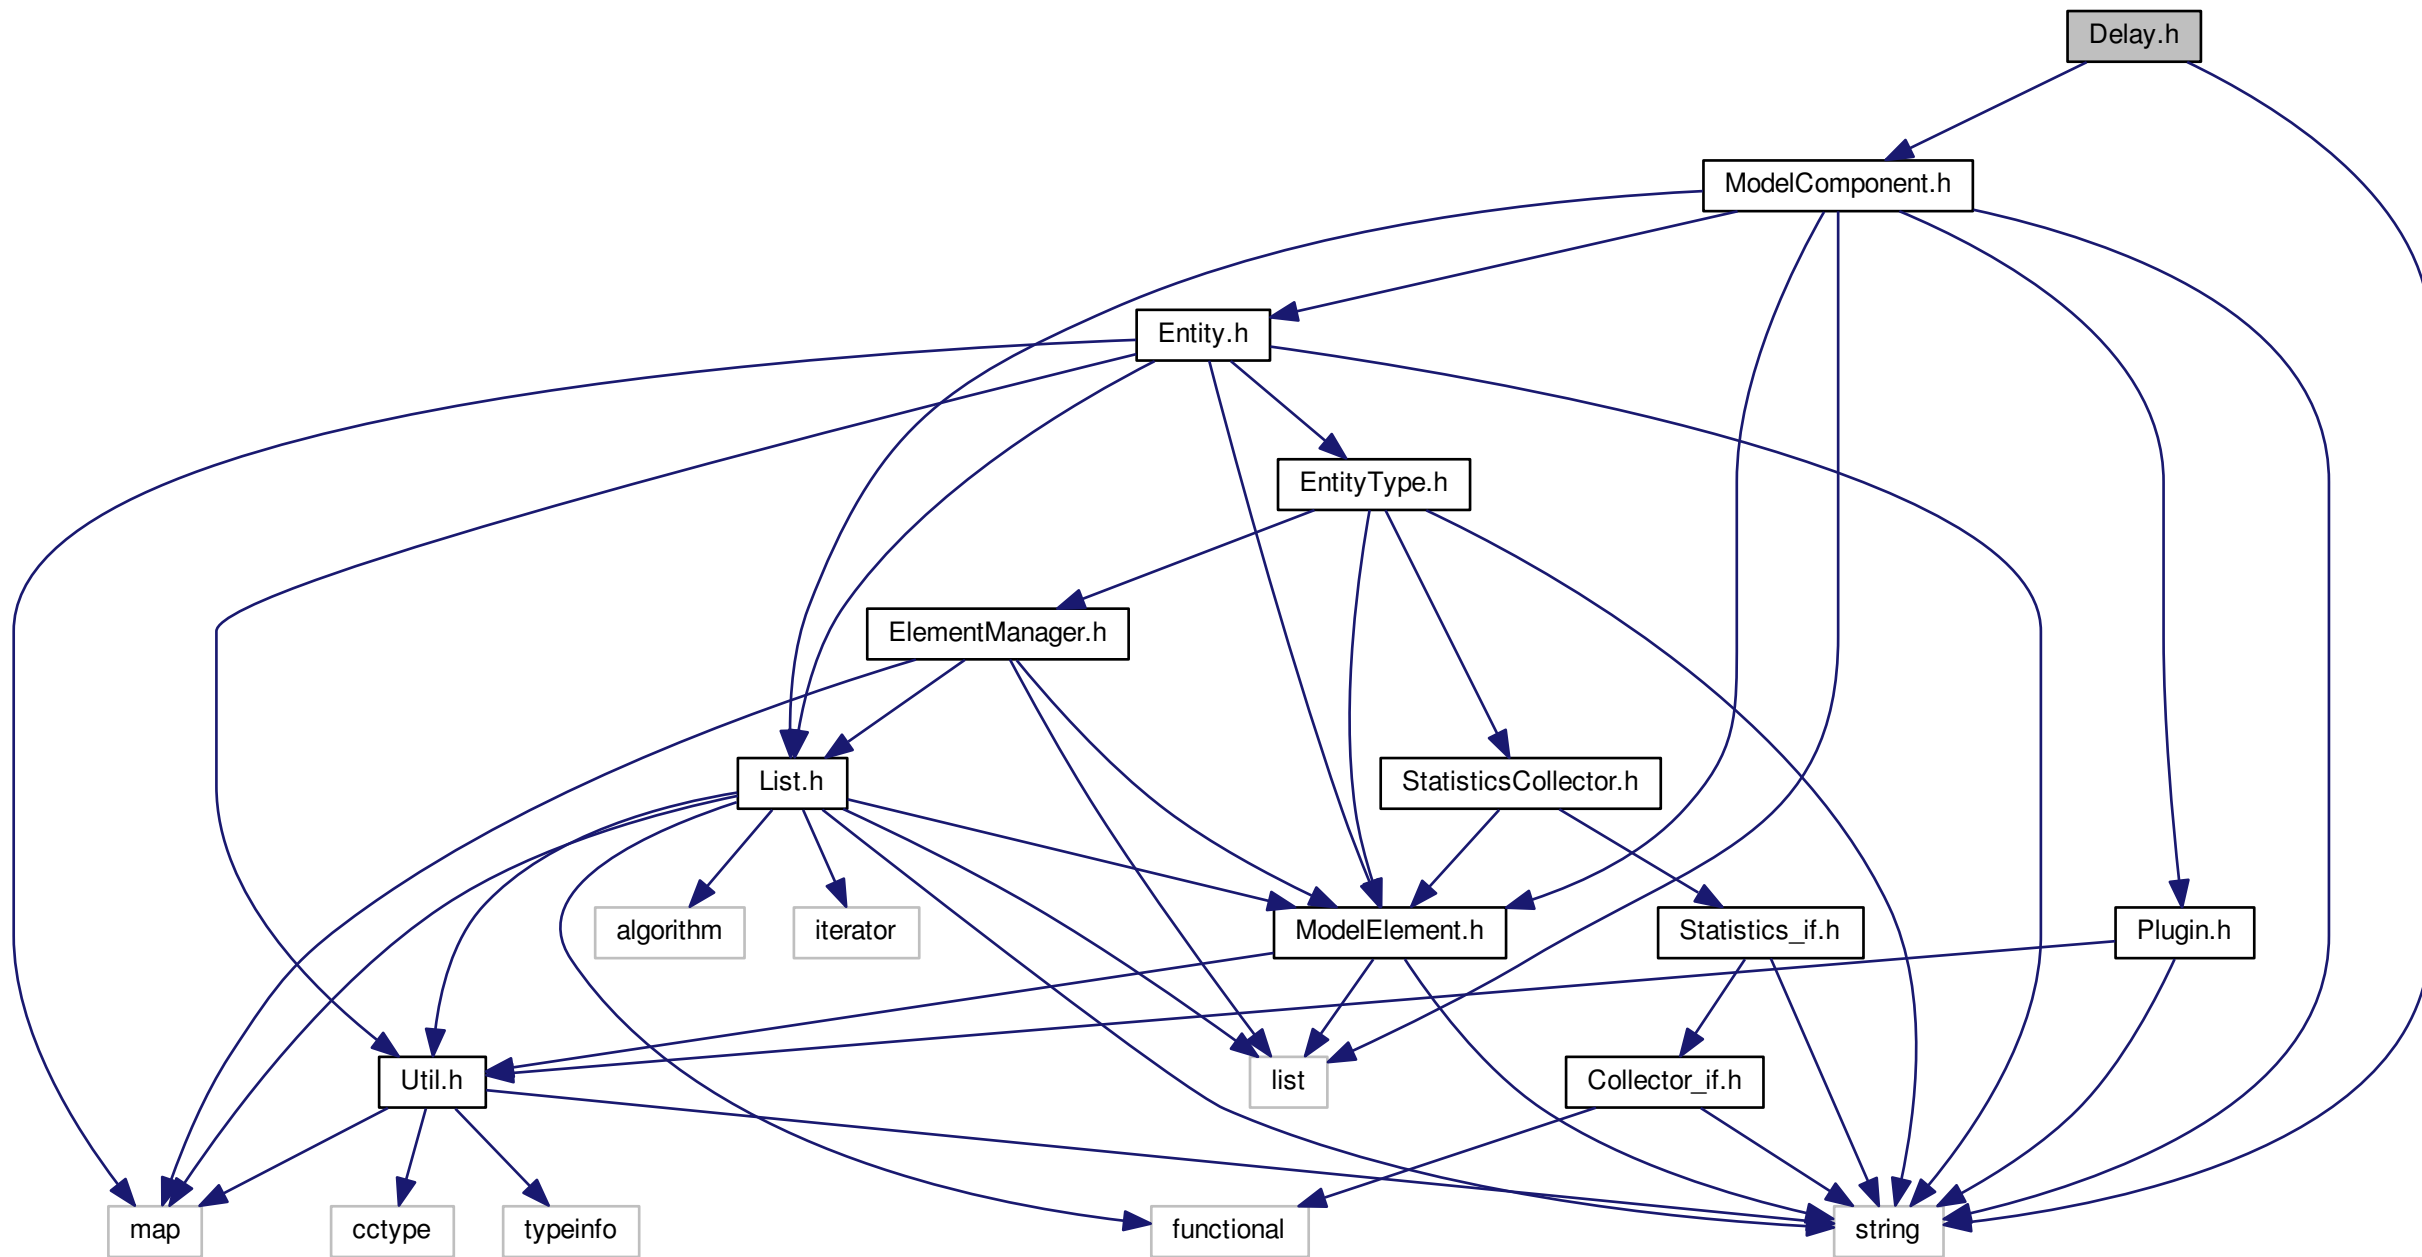 Delay.h
ModelComponent.h
Entity.h
EntityType.h
ElementManager.h
List.h
StatisticsCollector.h
algorithm
iterator
ModelElement.h
Statistics_if.h
Plugin.h
Util.h
list
Collector_if.h
map
cctype
typeinfo
functional
string